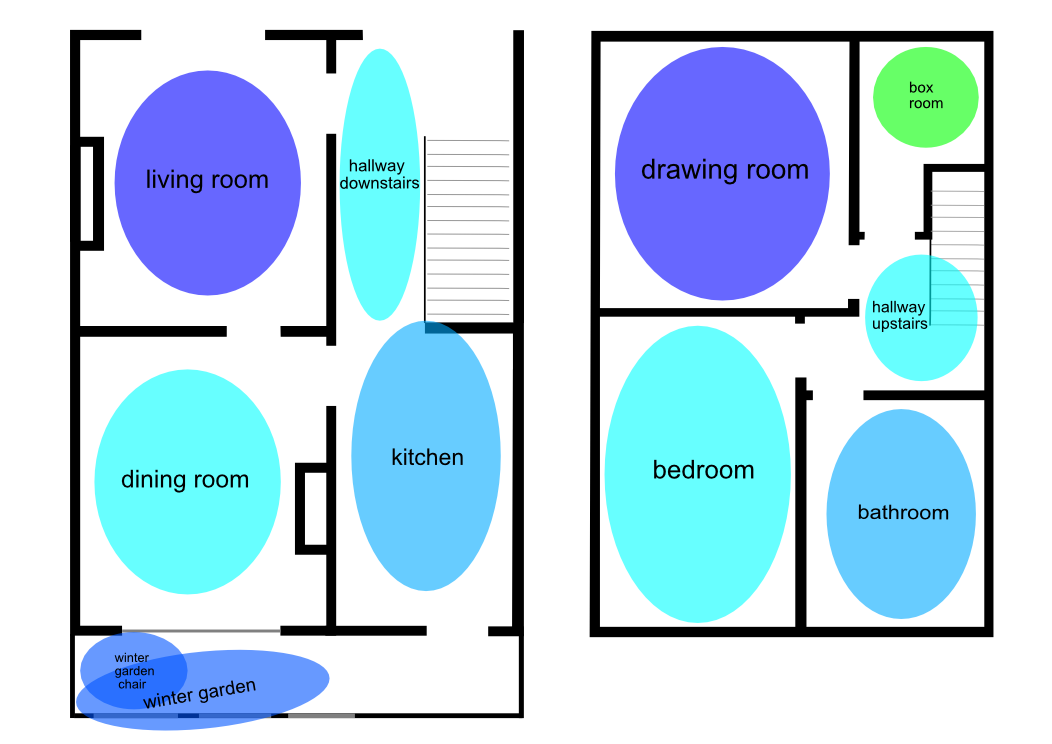 living room
hallway
downstairs
dining room
kitchen
winter
garden
chair
winter garden
drawing room
box
room
hallway
upstairs
bedroom
bathroom